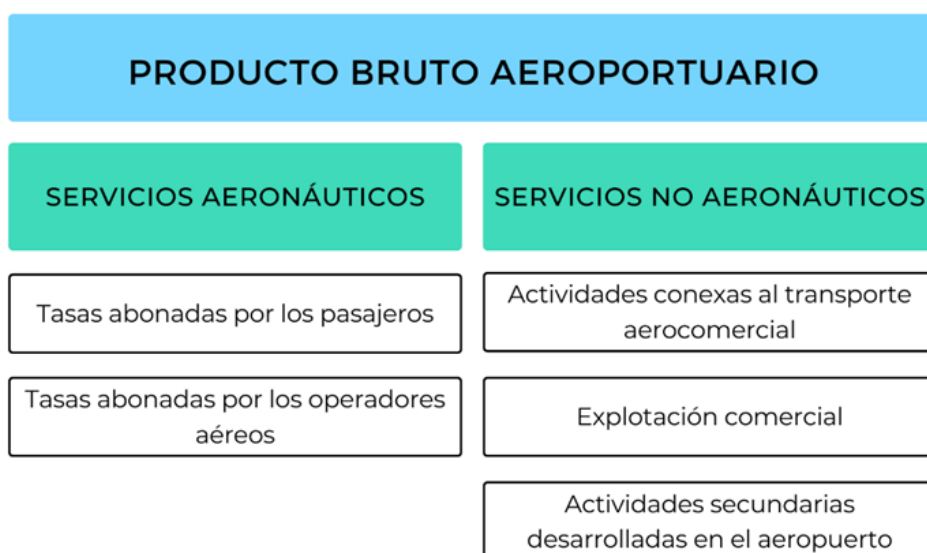 PRODUCTO BRUTO AEROPORTUARIO
SERVICIOS AERONÁUTICOS
Tasas abonadas por los pasajeros
Tasas abonadas por los operadores
aéreos
SERVICIOS NO AERONÁUTICOS
Actividades conexas al transporte
aerocomercial
Explotación comercial
Actividades secundarias
desarrolladas en el aeropuerto